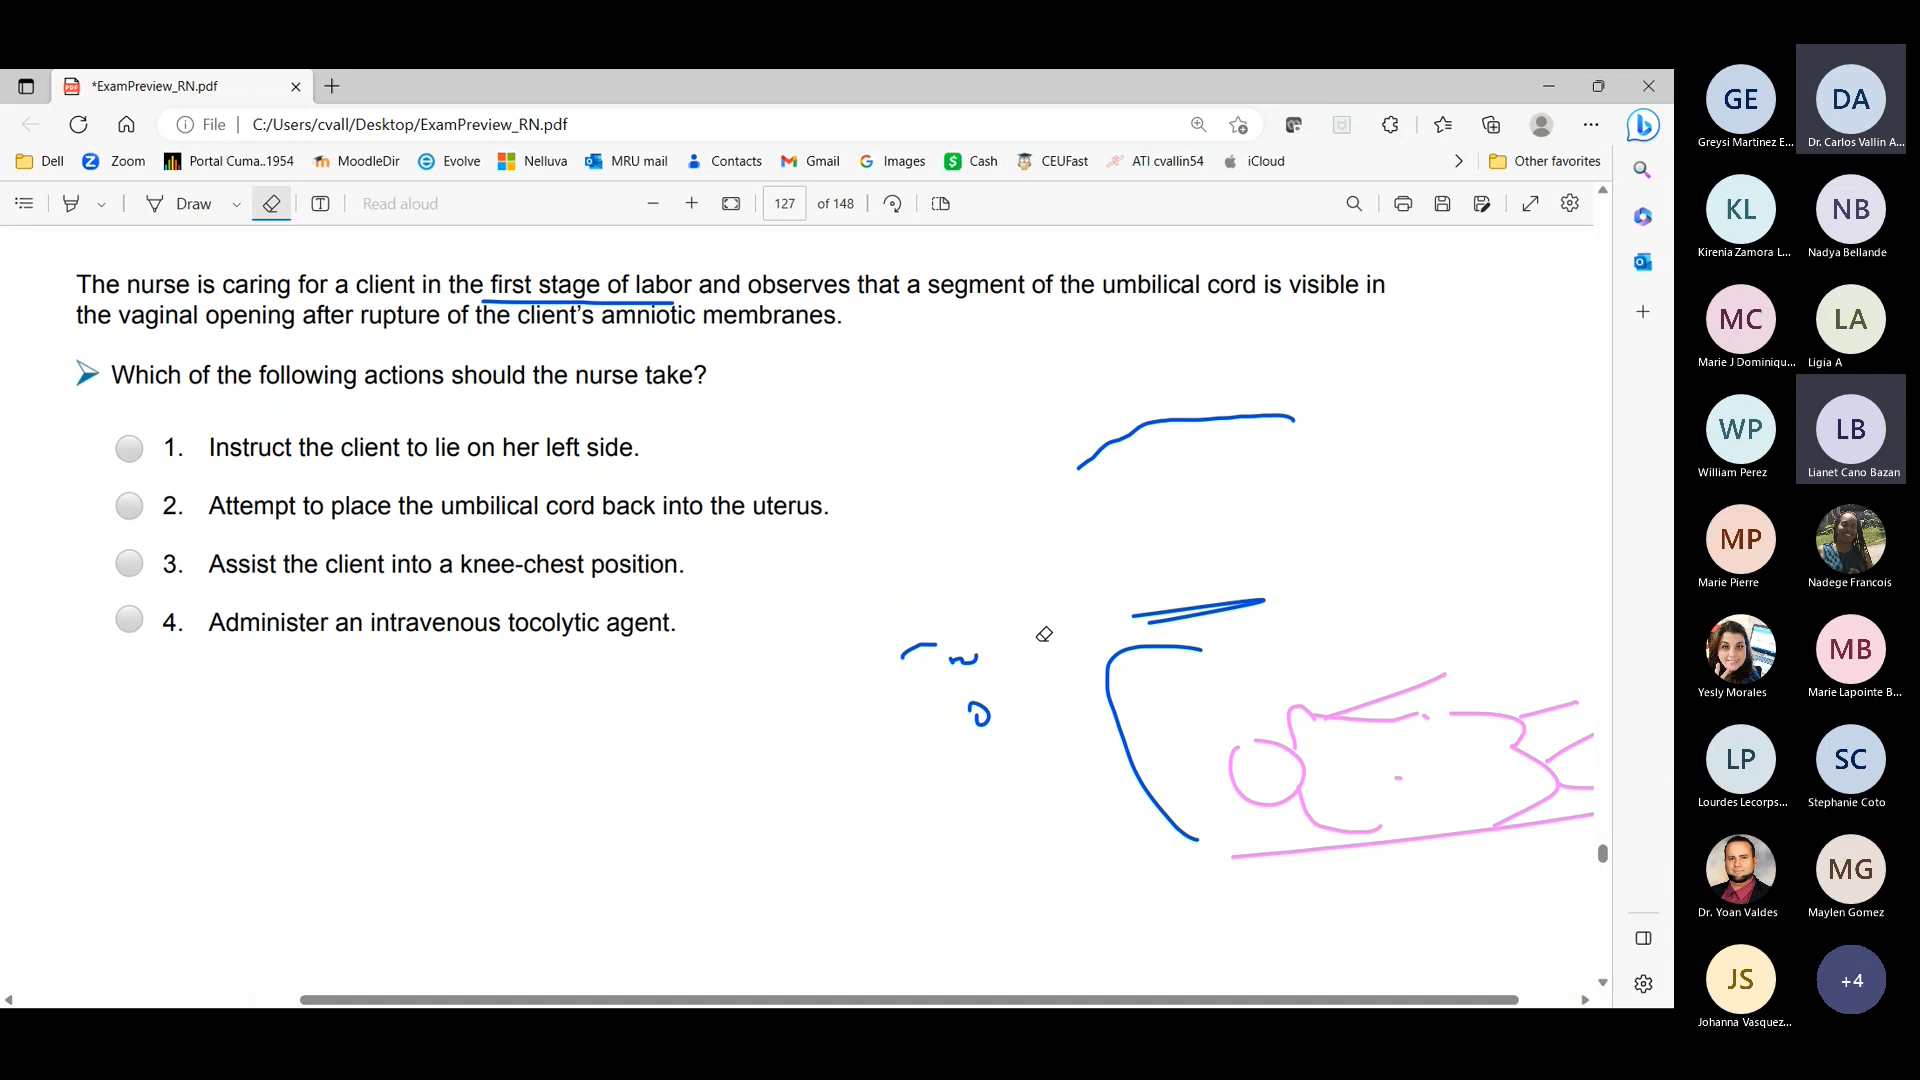 *ExamPreview_RN.pdf
File
C:/Users/cvall/Desktop/ExamPreview_RN.pdf
Dell
Zoom
Portal Cuma..1954
MoodleDir
Evolve
Nelluva
MRU mail
Contacts
Gmail
Images
Cash
CEUFast
ATI cvallin54
iCloud
Other favorites
Draw
Read aloud
127
of 148
The nurse is caring for a client in the first stage of labor and observes that a segment of the umbilical cord is visible in
the vaginal opening after rupture of the client's amniotic membranes.
Which of the following actions should the nurse take?
1. Instruct the client to lie on her left side.
2. Attempt to place the umbilical cord back into the uterus.
3. Assist the client into a knee-chest position.
4. Administer an intravenous tocolytic agent.
GE
Greysi Martinez E...
DA
Dr. Carlos Vallin A...
KL
Kirenia Zamora L...
NB
Nadya Bellande
MC
Marie J Dominiqu...
LA
Ligia A
WP
William Perez
LB
Lianet Cano Bazan
MP
Marie Pierre
Nadege Francois
Yesly Morales
MB
Marie Lapointe B...
LP
Lourdes Lecorps...
SC
Stephanie Coto
Dr. Yoan Valdes
MG
Maylen Gomez
JS
Johanna Vasquez...
+4